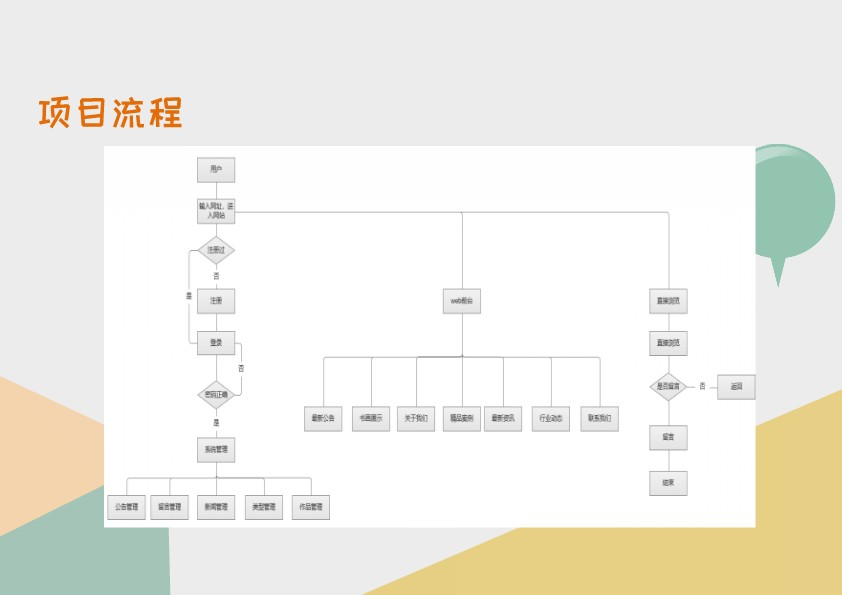 项目流程
用户
输入网址，进
入网站
注册过
否
是
注册
登录
否
密码正确
是
系统管理
公告管理
留言管理
新闻管理
类型管理
作品管理
web前台
最新公告
书画展示
关于我们
精品案例
最新资讯
行业动态
联系我们
直接浏览
直接浏览
是否留言
否
返回
留言
结束